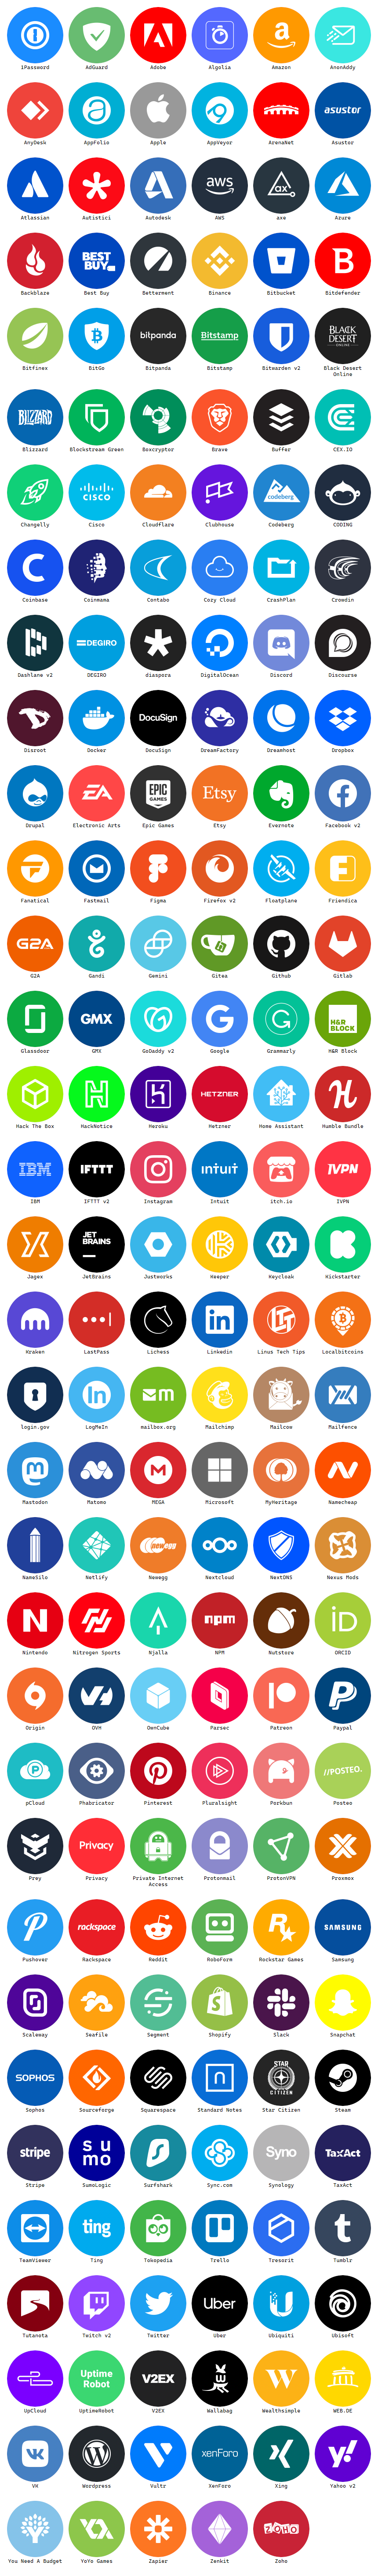 1Password AdGuard Adobe Algolia Amazon AnonAddy
asustor
AnyDesk AppFolio Apple AppVeyor ArenaNet Asustor
aws ax
Atlassian Autistici Autodesk AWS axe Azure
BEST BUY B
Backblaze Best Buy Betterment Binance Bitbucket Bitdefender
bitpanda Bitstamp BLACK DESERT ONLINE
Bitfinex BitGo Bitpanda Bitstamp Bitwarden v2 Black Desert Online
BLIZZARD
Blizzard Blockstream Green Boxcryptor Brave Buffer CEX.IO
CISCO codeberg
Changelly Cisco Cloudflare Clubhouse Codeberg CODING
Coinbase Coinmama Contabo Cozy Cloud CrashPlan Crowdin
DEGIRO
Dashlane v2 DEGIRO diaspora DigitalOcean Discord Discourse
DocuSign
Disroot Docker DocuSign DreamFactory Dreamhost Dropbox
EA EPIC GAMES Etsy
Drupal Electronic Arts Epic Games Etsy Evernote Facebook v2
Fanatical Fastmail Figma Firefox v2 Floatplane Friendica
G2A
G2A Gandi Gemini Gitea Github Gitlab
GMX G G H&R BLOCK
Glassdoor GMX GoDaddy v2 Google Grammarly H&R Block
HETZNER H
Hack The Box HackNotice Heroku Hetzner Home Assistant Humble Bundle
IBM IFTTT intuit IVPN
IBM IFTTT v2 Instagram Intuit itch.io IVPN
JET BRAINS
Jagex JetBrains Justworks Keeper Keycloak Kickstarter
in LTT
Kraken LastPass Lichess Linkedin Linus Tech Tips Localbitcoins
In m
login.gov LogMeIn mailbox.org Mailchimp Mailcow Mailfence
m M
Mastodon Matomo MEGA Microsoft MyHeritage Namecheap
newegg
NameSilo Netlify Newegg Nextcloud NextDNS Nexus Mods
N npm iD
Nintendo Nitrogen Sports Njalla NPM Nutstore ORCID
Origin OVH OwnCube Parsec Patreon Paypal
P //POSTEO.
pCloud Phabricator Pinterest Pluralsight Porkbun Posteo
Privacy
Prey Privacy Private Internet Access Protonmail ProtonVPN Proxmox
rackspace R SAMSUNG
Pushover Rackspace Reddit RoboForm Rockstar Games Samsung
Scaleway Seafile Segment Shopify Slack Snapchat
SOPHOS n STAR CITIZEN
Sophos Sourceforge Squarespace Standard Notes Star Citizen Steam
stripe sumo Syno TaxAct
Stripe SumoLogic Surfshark Sync.com Synology TaxAct
ting t
TeamViewer Ting Tokopedia Trello Tresorit Tumblr
Uber
Tutanota Twitch v2 Twitter Uber Ubiquiti Ubisoft
Uptime Robot V2EX W
UpCloud UptimeRobot V2EX Wallabag Wealthsimple WEB.DE
xenForo y!
VK Wordpress Vultr XenForo Xing Yahoo v2
ZOHO
You Need A Budget YoYo Games Zapier Zenkit Zoho